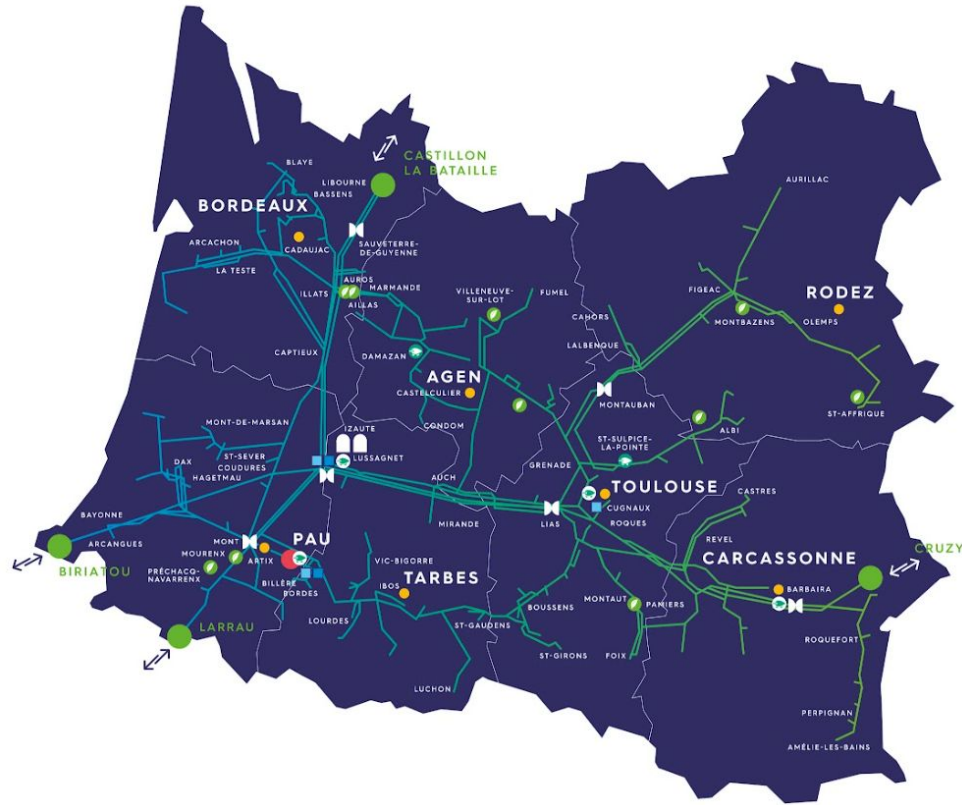 BLAYE
CASTILLON
LA BATAILLE
LIBOURNE
BASSENS
AURILLAC
BORDEAUX
CADAUJAC
SAUVETERRE-
DE-GUYENNE
ARCACHON
LA TESTE
AUROS
MARMANDE
ILLATS
AILLAS
VILLENEUVE-
SUR-LOT
FUMEL
FIGEAC
RODEZ
CAHORS
MONTBAZENS
OLEMPS
LALBENQUE
CAPTIEUX
DAMAZAN
AGEN
CASTELCULIER
MONTAUBAN
ST-AFFRIQUE
MONT-DE-MARSAN
CONDOM
IZAUTE
LUSSAGNET
ALBI
ST-SULPICE-
LA-POINTE
ST-SEVER
COUDURES
HAGETMAU
DAX
GRENADE
AUCH
TOULOUSE
CUGNAUX
CASTRES
BAYONNE
MIRANDE
LIAS
ROQUES
ARCANGUES
MONT
PAU
REVEL
CARCASSONNE
CRUZY
BIRIATOU
MOURENX
ARTIX
PRÉCHACQ-
NAVARRENX
BILLÈRE
BORDES
VIC-BIGORRE
TARBES
IBOS
BARBAIRA
LOURDES
BOUSSENS
MONTAUT
PAMIERS
ST-GAUDENS
LARRAU
ST-GIRONS
FOIX
ROQUEFORT
LUCHON
PERPIGNAN
AMÉLIE-LES-BAINS